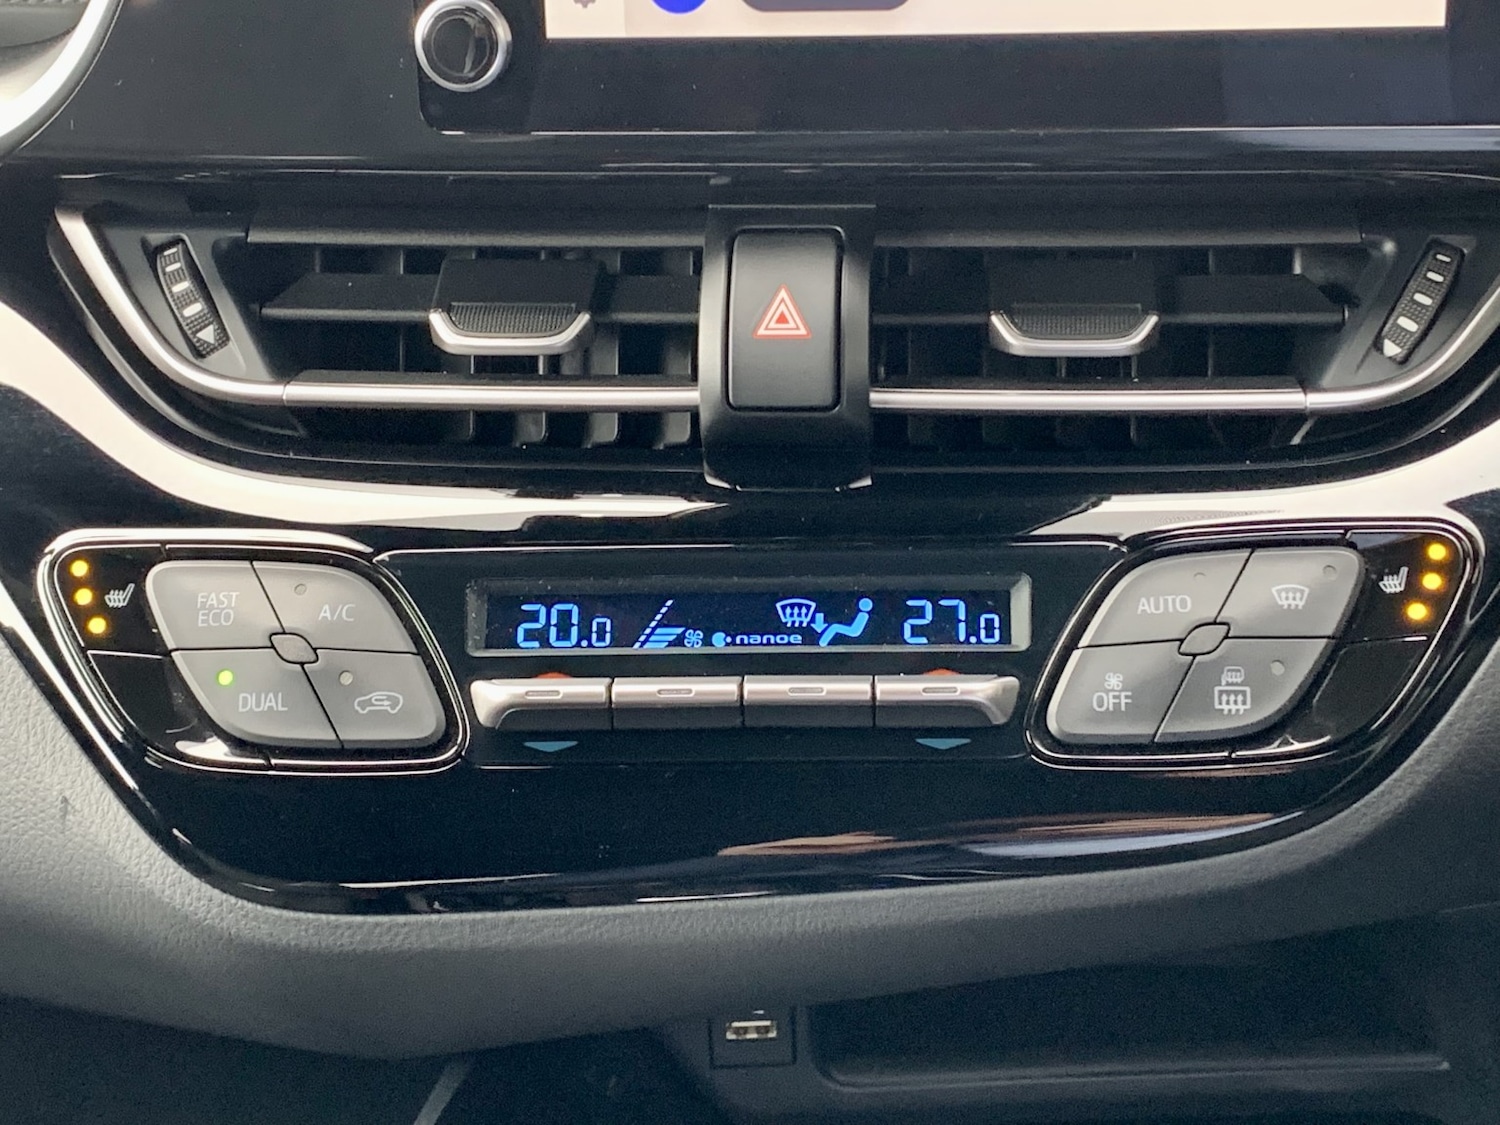 FAST
ECO
A/C
DUAL
20.0
nanoe
27.0
AUTO
OFF